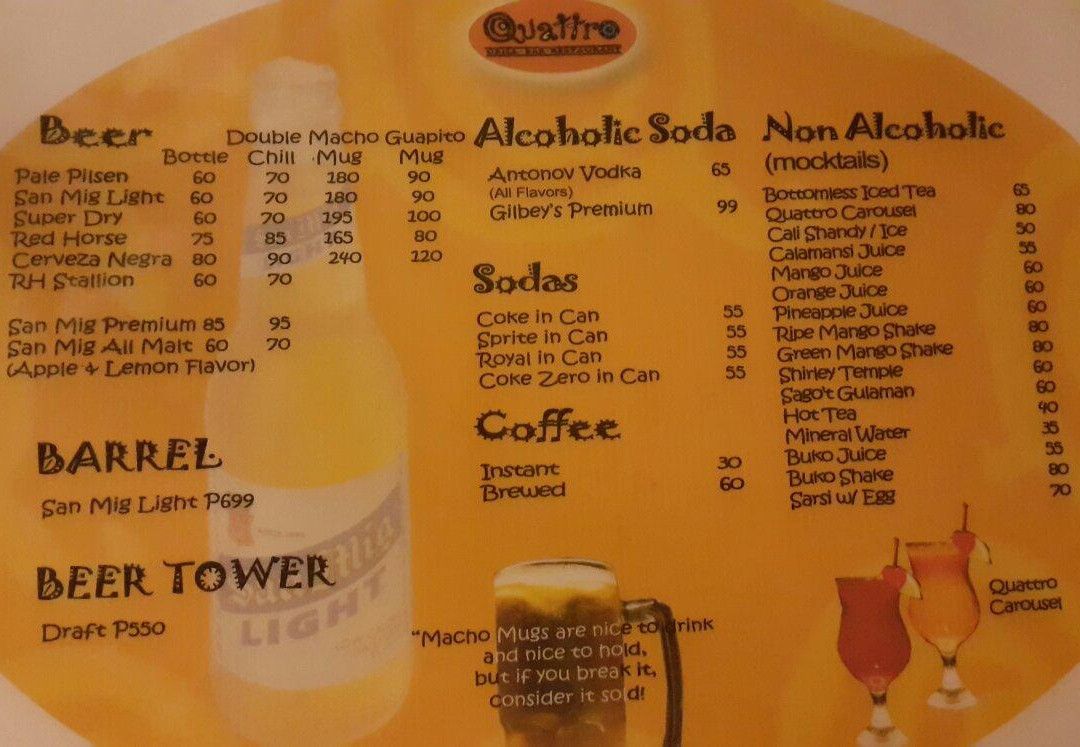 Quattro
GRILL BAR RESTAURANT
Beer
Double Macho Guapito
Bottle Chill Mug Mug
Pale Pilsen 60 70 180 90
San Mig Light 60 70 180 90
Super Dry 60 70 195 100
Red Horse 75 85 165 80
Cerveza Negra 80 90 240 120
RH Stallion 60 70
San Mig Premium 85 95
San Mig All Malt 60 70
(Apple & Lemon Flavor)
BARREL
San Mig Light P699
BEER TOWER
Draft P550
Alcoholic Soda
Antonov Vodka 65
(All Flavors)
Gilbey's Premium 99
Sodas
Coke in Can 55
Sprite in Can 55
Royal in Can 55
Coke Zero in Can 55
Coffee
Instant 30
Brewed 60
"Macho Mugs are nice to drink
and nice to hold,
but if you break it,
consider it sold!
Non Alcoholic
(mocktails)
Bottomless Iced Tea 65
Quattro Carousel 80
Cali Shandy / Ice 50
Calamansi Juice 55
Mango Juice 60
Orange Juice 60
Pineapple Juice 60
Ripe Mango Shake 80
Green Mango Shake 80
Shirley Temple 60
Sago't Gulaman 60
Hot Tea 40
Mineral Water 35
Buko Juice 55
Buko Shake 80
Sarsi w/ Egg 70
Quattro
Carousel
LIGHT